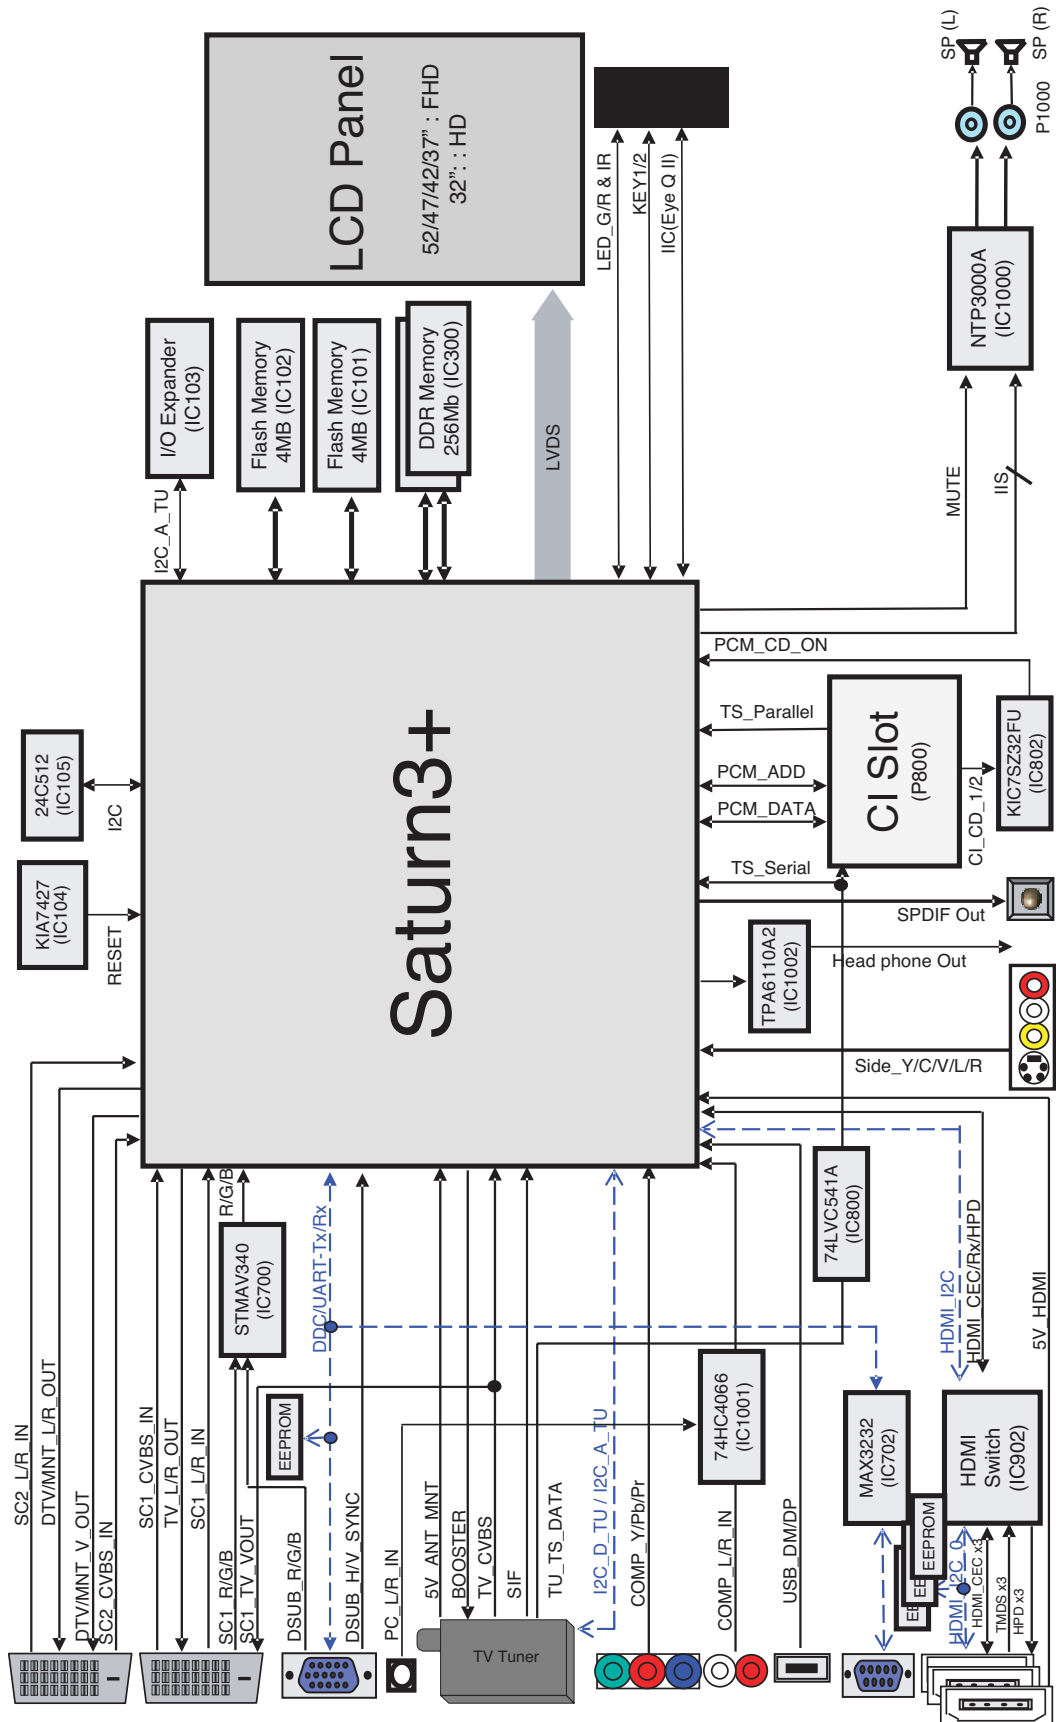 SP (L)
SP (R)
P1000
LCD Panel
52/47/42/37" : FHD
32": : HD
LED_G/R & IR
KEY1/2
IIC(Eye Q II)
NTP3000A
(IC1000)
I/O Expander
(IC103)
Flash Memory
4MB (IC102)
Flash Memory
4MB (IC101)
DDR Memory
256Mb (IC300)
I2C_A_TU
LVDS
MUTE
IIS
24C512
(IC105)
I2C
KIA7427
(IC104)
RESET
Saturn3+
PCM_CD_ON
TS_Parallel
PCM_ADD
PCM_DATA
TS_Serial
CI Slot
(P800)
CI_CD_1/2
KIC7SZ32FU
(IC802)
SPDIF Out
TPA6110A2
(IC1002)
Head phone Out
Side_Y/C/V/L/R
SC2_L/R_IN
DTV/MNT_L/R_OUT
DTV/MNT_V_OUT
SC2_CVBS_IN
SC1_CVBS_IN
TV_L/R_OUT
SC1_L/R_IN
SC1_R/G/B
SC1_TV_VOUT
STMAV340
(IC700)
R/G/B
DSUB_R/G/B
EEPROM
DDC/UART-Tx/Rx
DSUB_H/V_SYNC
PC_L/R_IN
5V_ANT_MNT
BOOSTER
TV_CVBS
SIF
TU_TS_DATA
TV Tuner
I2C_D_TU / I2C_A_TU
COMP_Y/Pb/Pr
74HC4066
(IC1001)
COMP_L/R_IN
USB_DM/DP
74LVC541A
(IC800)
MAX3232
(IC702)
HDMI
Switch
(IC902)
HDMI_I2C
HDMI_CEC/Rx/HPD
5V_HDMI
EE
EE
EEPROM
HDMI_I2C_0
HDMI_CEC x3
TMDS x3
HPD x3